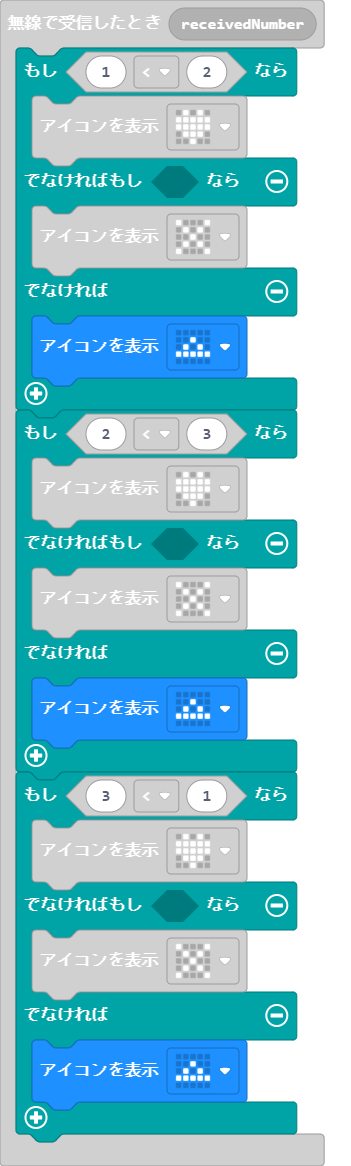 無線で受信したとき receivedNumber
もし 1 < 2 なら
アイコンを表示
でなければもし なら
アイコンを表示
でなければ
アイコンを表示
もし 2 < 3 なら
アイコンを表示
でなければもし なら
アイコンを表示
でなければ
アイコンを表示
もし 3 < 1 なら
アイコンを表示
でなければもし なら
アイコンを表示
でなければ
アイコンを表示